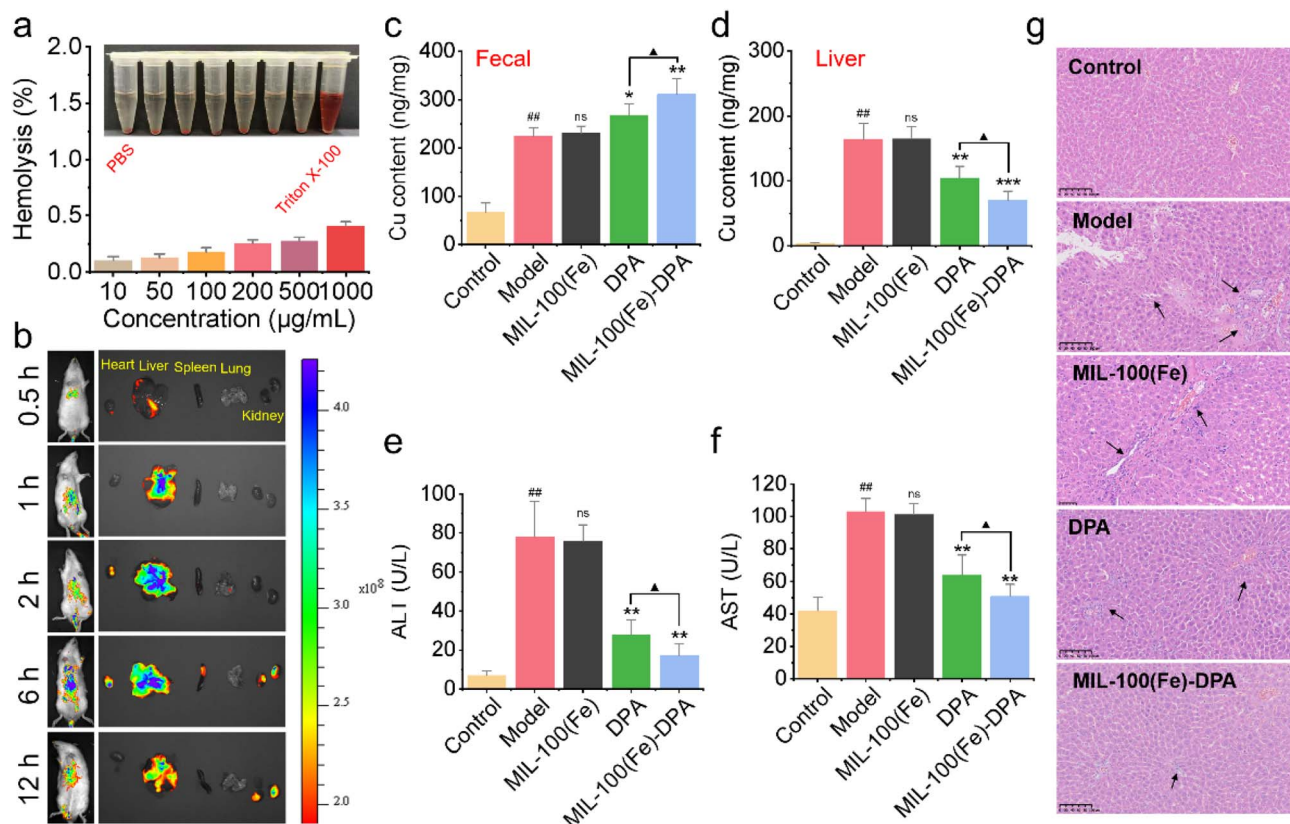 a
Hemolysis (%)
2.0
1.5
1.0
0.5
0.0
PBS
Triton X-100
10 50 100 200 500 1000
Concentration (µg/mL)
b
Heart Liver Spleen Lung
Kidney
0.5 h
1 h
2 h
6 h
12 h
4.0
3.5
x10⁸
3.0
2.5
2.0
c
Fecal
Cu content (ng/mg)
400
300
200
100
0
##
ns
*
▲
**
Control
Model
MIL-100(Fe)
DPA
MIL-100(Fe)-DPA
d
Liver
Cu content (ng/mg)
300
200
100
0
##
ns
**
▲
***
Control
Model
MIL-100(Fe)
DPA
MIL-100(Fe)-DPA
e
ALT (U/L)
100
80
60
40
20
0
##
ns
**
▲
**
Control
Model
MIL-100(Fe)
DPA
MIL-100(Fe)-DPA
f
AST (U/L)
120
100
80
60
40
20
0
##
ns
**
▲
**
Control
Model
MIL-100(Fe)
DPA
MIL-100(Fe)-DPA
g
Control
Model
MIL-100(Fe)
DPA
MIL-100(Fe)-DPA